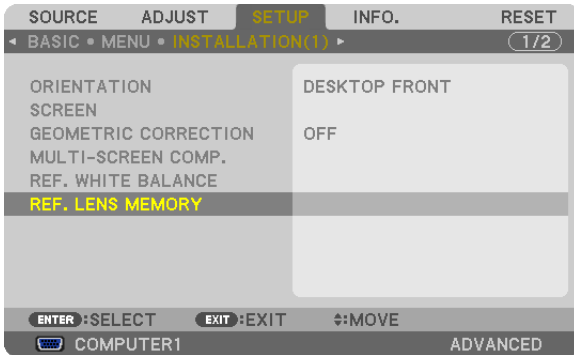 SOURCE ADJUST SETUP INFO. RESET
◂ BASIC • MENU • INSTALLATION(1) ▸ 1/2
ORIENTATION DESKTOP FRONT
SCREEN
GEOMETRIC CORRECTION OFF
MULTI-SCREEN COMP.
REF. WHITE BALANCE
REF. LENS MEMORY
ENTER :SELECT EXIT :EXIT ♦:MOVE
COMPUTER1 ADVANCED